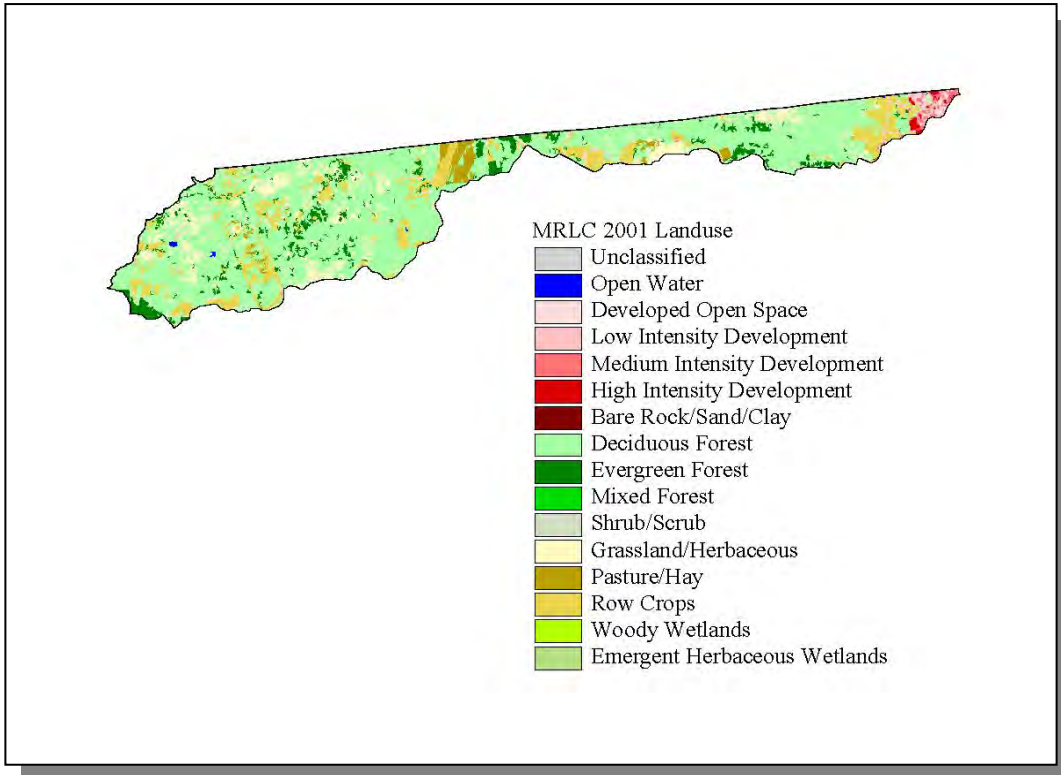 MRLC 2001 Landuse
Unclassified
Open Water
Developed Open Space
Low Intensity Development
Medium Intensity Development
High Intensity Development
Bare Rock/Sand/Clay
Deciduous Forest
Evergreen Forest
Mixed Forest
Shrub/Scrub
Grassland/Herbaceous
Pasture/Hay
Row Crops
Woody Wetlands
Emergent Herbaceous Wetlands